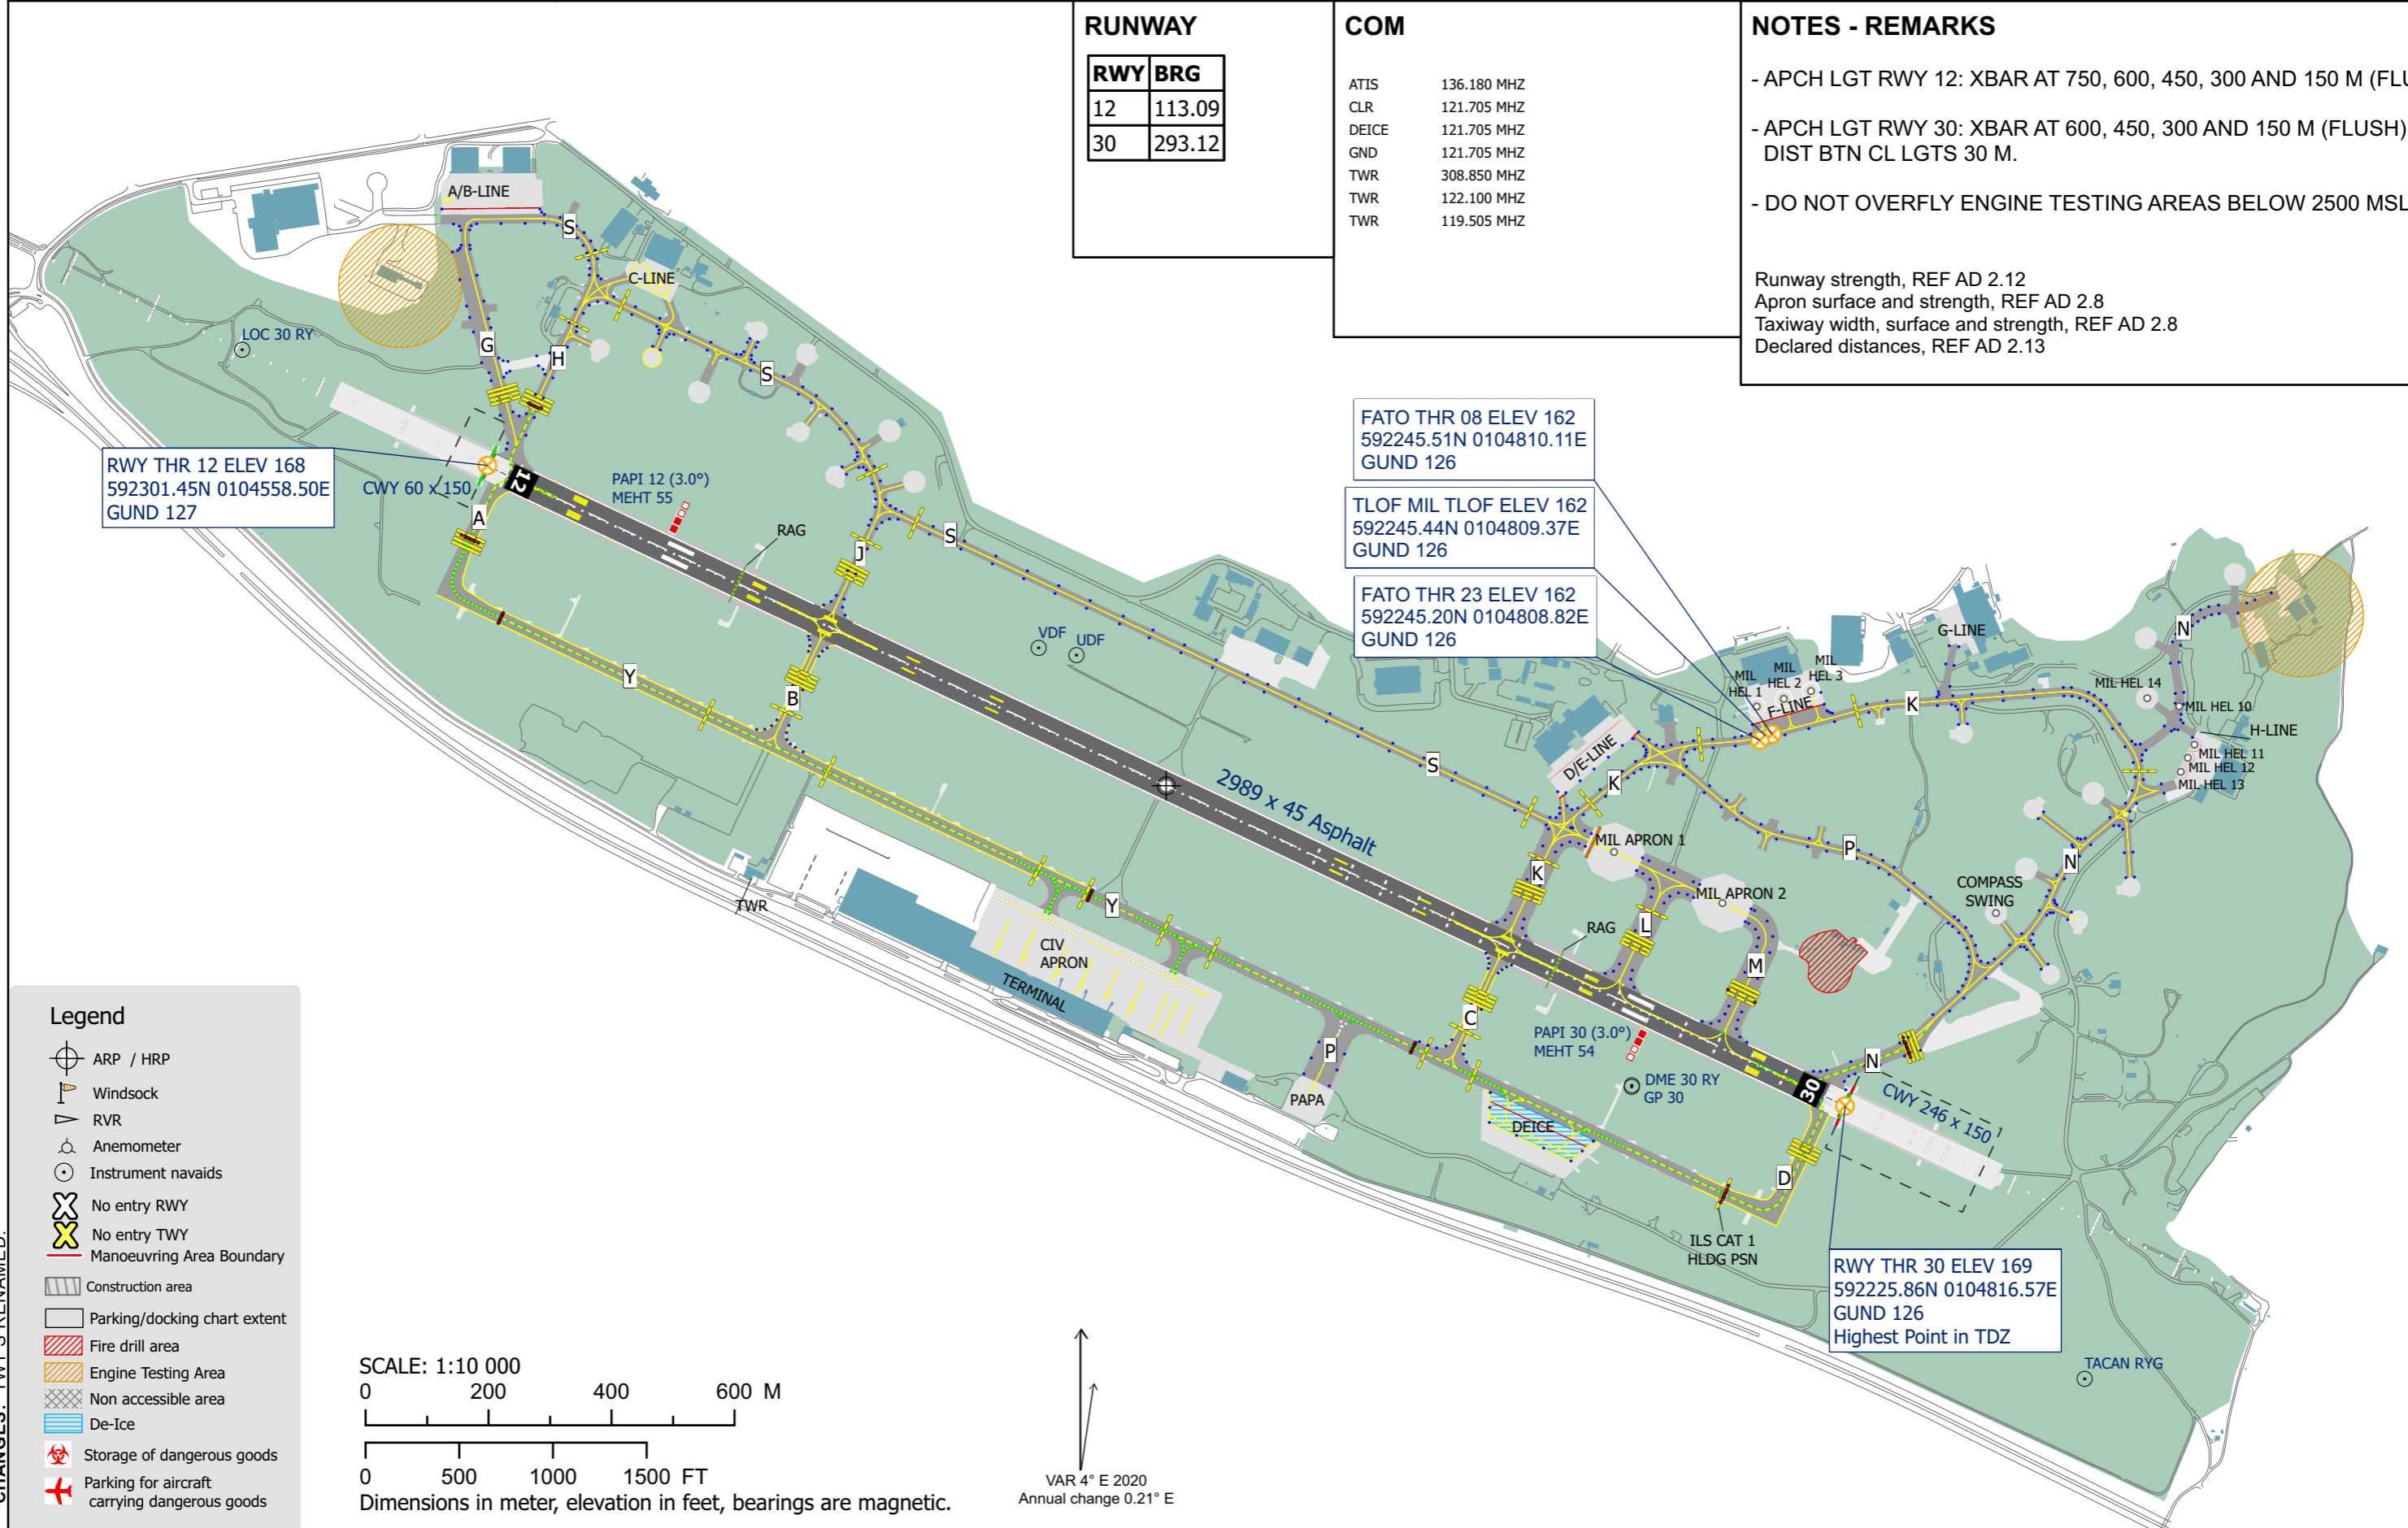 RUNWAY
RWY BRG
12 113.09
30 293.12
COM
ATIS 136.180 MHZ
CLR 121.705 MHZ
DEICE 121.705 MHZ
GND 121.705 MHZ
TWR 308.850 MHZ
TWR 122.100 MHZ
TWR 119.505 MHZ
NOTES - REMARKS
- APCH LGT RWY 12: XBAR AT 750, 600, 450, 300 AND 150 M
- APCH LGT RWY 30: XBAR AT 600, 450, 300 AND 150 M (FLUSH)
DIST BTN CL LGTS 30 M.
- DO NOT OVERFLY ENGINE TESTING AREAS BELOW 2500 MSL
Runway strength, REF AD 2.12
Apron surface and strength, REF AD 2.8
Taxiway width, surface and strength, REF AD 2.8
Declared distances, REF AD 2.13
A/B-LINE
S
C-LINE
LOC 30 RY
G
H
S
RWY THR 12 ELEV 168
592301.45N 0104558.50E
GUND 127
CWY 60 x 150
12
A
PAPI 12 (3.0°)
MEHT 55
RAG
J
S
FATO THR 08 ELEV 162
592245.51N 0104810.11E
GUND 126
TLOF MIL TLOF ELEV 162
592245.44N 0104809.37E
GUND 126
FATO THR 23 ELEV 162
592245.20N 0104808.82E
GUND 126
VDF
UDF
Y
B
G-LINE
N
MIL
HEL 1
MIL
HEL 2
MIL
HEL 3
F-LINE
K
MIL HEL 14
MIL HEL 10
H-LINE
MIL HEL 11
MIL HEL 12
MIL HEL 13
D/E-LINE
K
S
2989 x 45 Asphalt
MIL APRON 1
P
K
N
MIL APRON 2
COMPASS
SWING
TWR
Y
CIV
APRON
TERMINAL
RAG
L
M
C
PAPI 30 (3.0°)
MEHT 54
P
PAPA
DME 30 RY
GP 30
30
N
CWY 246 x 150
DEICE
D
ILS CAT 1
HLDG PSN
RWY THR 30 ELEV 169
592225.86N 0104816.57E
GUND 126
Highest Point in TDZ
TACAN RYG
Legend
ARP / HRP
Windsock
RVR
Anemometer
Instrument navaids
No entry RWY
No entry TWY
Manoeuvring Area Boundary
Construction area
Parking/docking chart extent
Fire drill area
Engine Testing Area
Non accessible area
De-Ice
Storage of dangerous goods
Parking for aircraft
carrying dangerous goods
SCALE: 1:10 000
0 200 400 600 M
0 500 1000 1500 FT
Dimensions in meter, elevation in feet, bearings are magnetic.
VAR 4° E 2020
Annual change 0.21° E
CHANGES: TWY'S RENAMED.